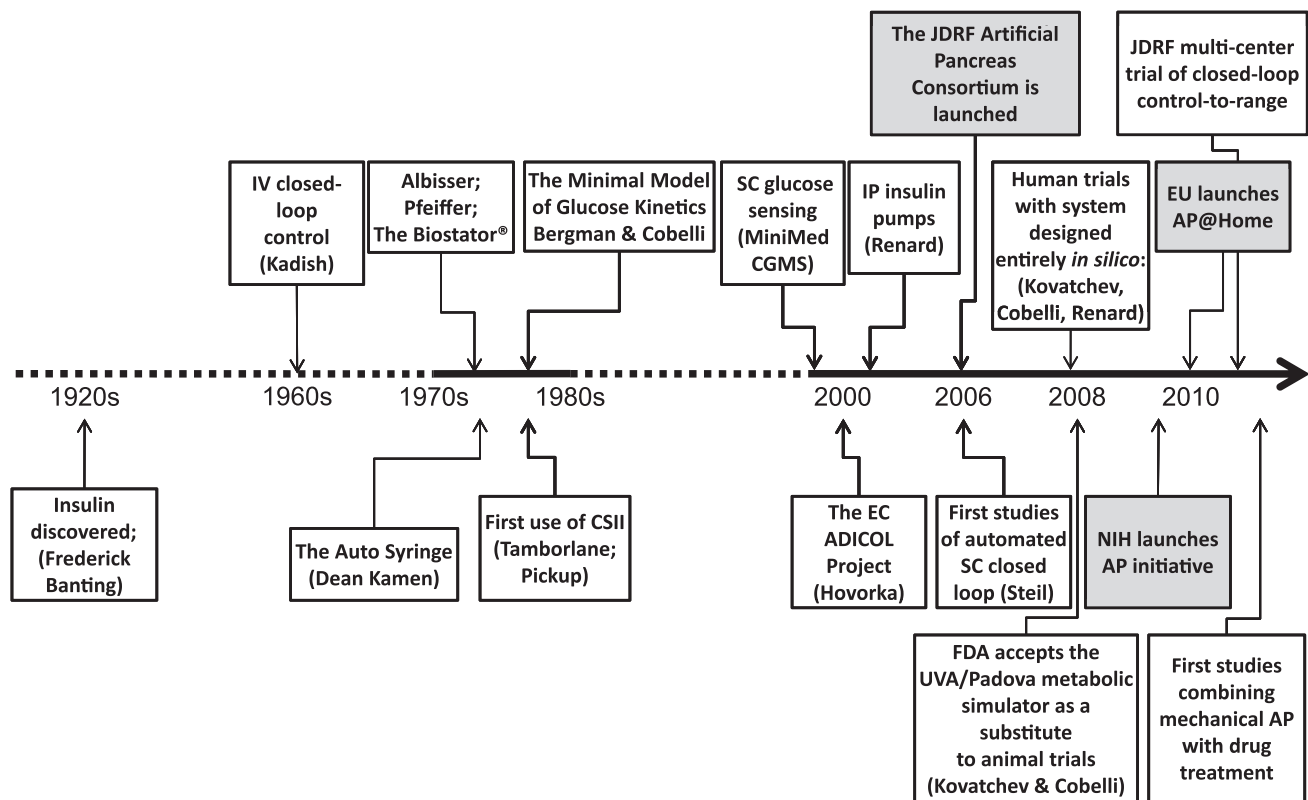 The JDRF Artificial
Pancreas
Consortium is
launched
JDRF multi-center
trial of closed-loop
control-to-range
IV closed-
loop
control
(Kadish)
Albisser;
Pfeiffer;
The Biostator®
The Minimal Model
of Glucose Kinetics
Bergman & Cobelli
SC glucose
sensing
(MiniMed
CGMS)
IP insulin
pumps
(Renard)
Human trials
with system
designed
entirely in silico:
(Kovatchev,
Cobelli, Renard)
EU launches
AP@Home
1920s
1960s
1970s
1980s
2000
2006
2008
2010
Insulin
discovered;
(Frederick
Banting)
The Auto Syringe
(Dean Kamen)
First use of CSII
(Tamborlane;
Pickup)
The EC
ADICOL
Project
(Hovorka)
First studies
of automated
SC closed
loop (Steil)
NIH launches
AP initiative
FDA accepts the
UVA/Padova metabolic
simulator as a
substitute
to animal trials
(Kovatchev & Cobelli)
First studies
combining
mechanical AP
with drug
treatment